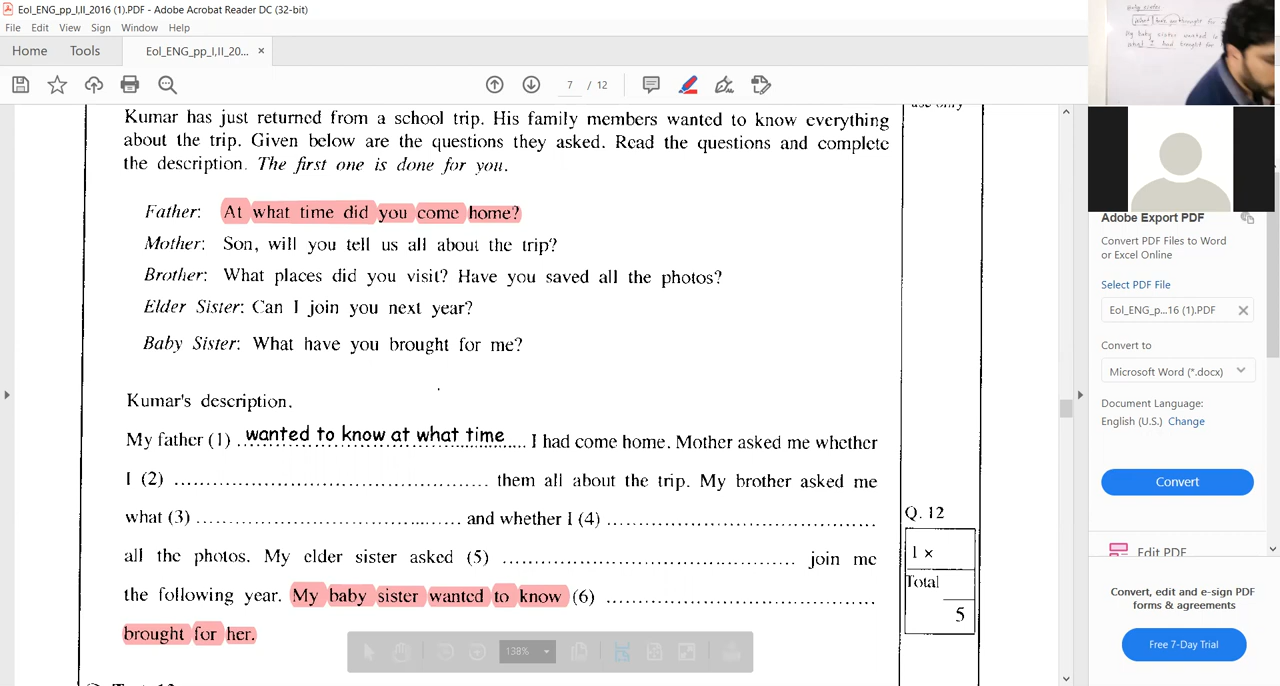 Eol_ENG_pp_I,II_2016 (1).PDF - Adobe Acrobat Reader DC (32-bit)
File Edit View Sign Window Help
Home Tools Eol_ENG_pp_I,II_20... ×
7 / 12
use only
Kumar has just returned from a school trip. His family members wanted to know everything
about the trip. Given below are the questions they asked. Read the questions and complete
the description. The first one is done for you.
Father: At what time did you come home?
Mother: Son, will you tell us all about the trip?
Brother: What places did you visit? Have you saved all the photos?
Elder Sister: Can I join you next year?
Baby Sister: What have you brought for me?
Kumar's description.
My father (1) wanted to know at what time I had come home. Mother asked me whether
I (2) .......................................... them all about the trip. My brother asked me
what (3) .......................................... and whether I (4) ..........................................
all the photos. My elder sister asked (5) .......................................... join me
the following year. My baby sister wanted to know (6) ..........................................
brought for her.
Q. 12
1 ×
Total
5
138%
Adobe Export PDF
Convert PDF Files to Word
or Excel Online
Select PDF File
Eol_ENG_p...16 (1).PDF
Convert to
Microsoft Word (*.docx)
Document Language:
English (U.S.) Change
Convert
Edit PDF
Convert, edit and e-sign PDF
forms & agreements
Free 7-Day Trial